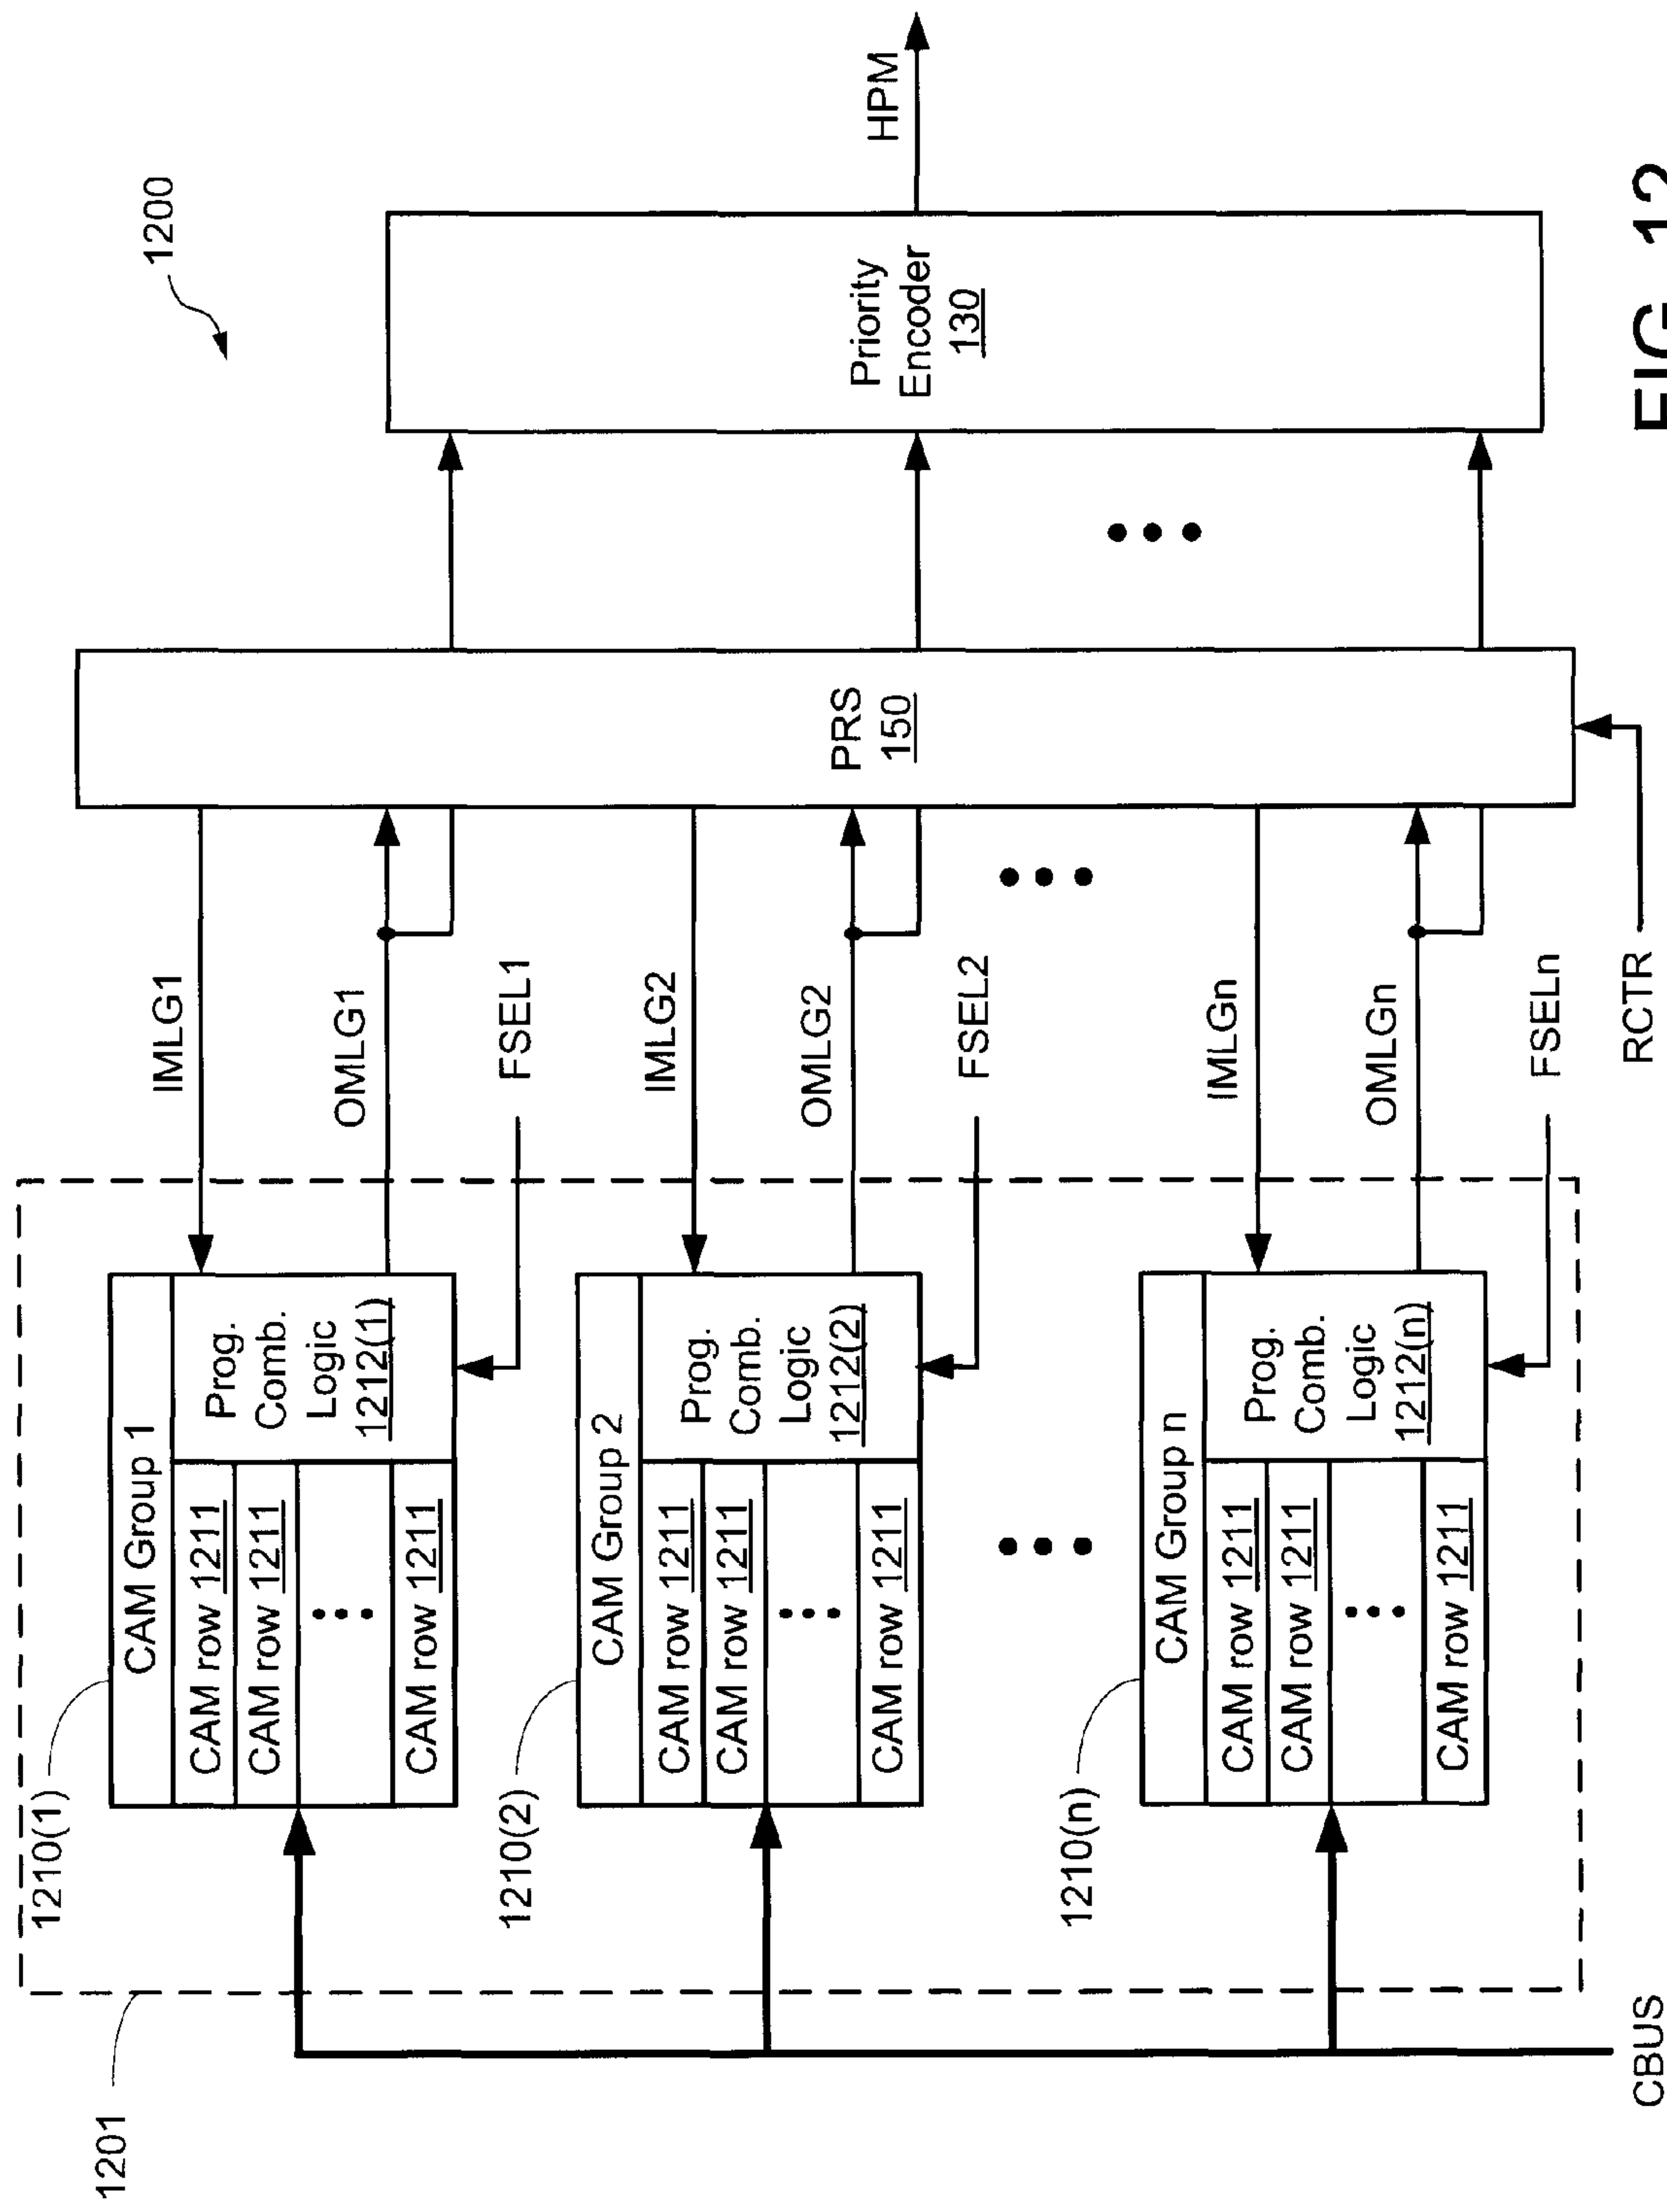 1200
HPM
Priority
Encoder
130
PRS
150
RCTR
IMLG1
OMLG1
FSEL1
IMLG2
OMLG2
FSEL2
IMLGn
OMLGn
FSELn
1201
1210(1)
CAM Group 1
CAM row 1211
CAM row 1211
CAM row 1211
Prog.
Comb.
Logic
1212(1)
1210(2)
CAM Group 2
CAM row 1211
CAM row 1211
CAM row 1211
Prog.
Comb.
Logic
1212(2)
1210(n)
CAM Group n
CAM row 1211
CAM row 1211
CAM row 1211
Prog.
Comb.
Logic
1212(n)
CBUS
FIG. 12